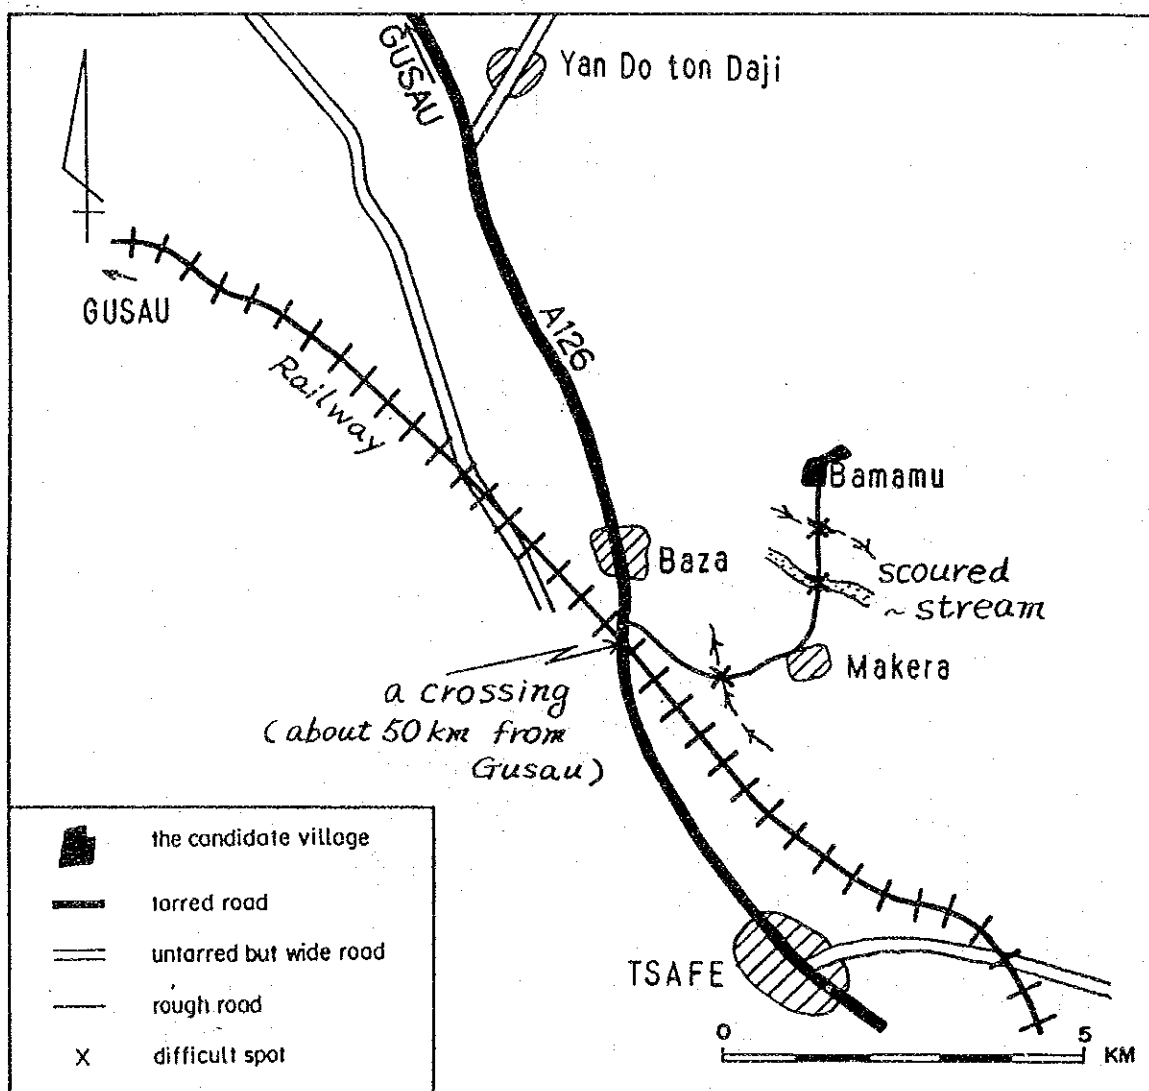 GUSAU
Yan Do ton Daji
GUSAU
A126
Railway
Bamamu
Baza
scoured
~ stream
Makera
a crossing
(about 50 km from
Gusau)
the candidate village
tarred road
untarred but wide road
rough road
X difficult spot
TSAFE
0 5 KM